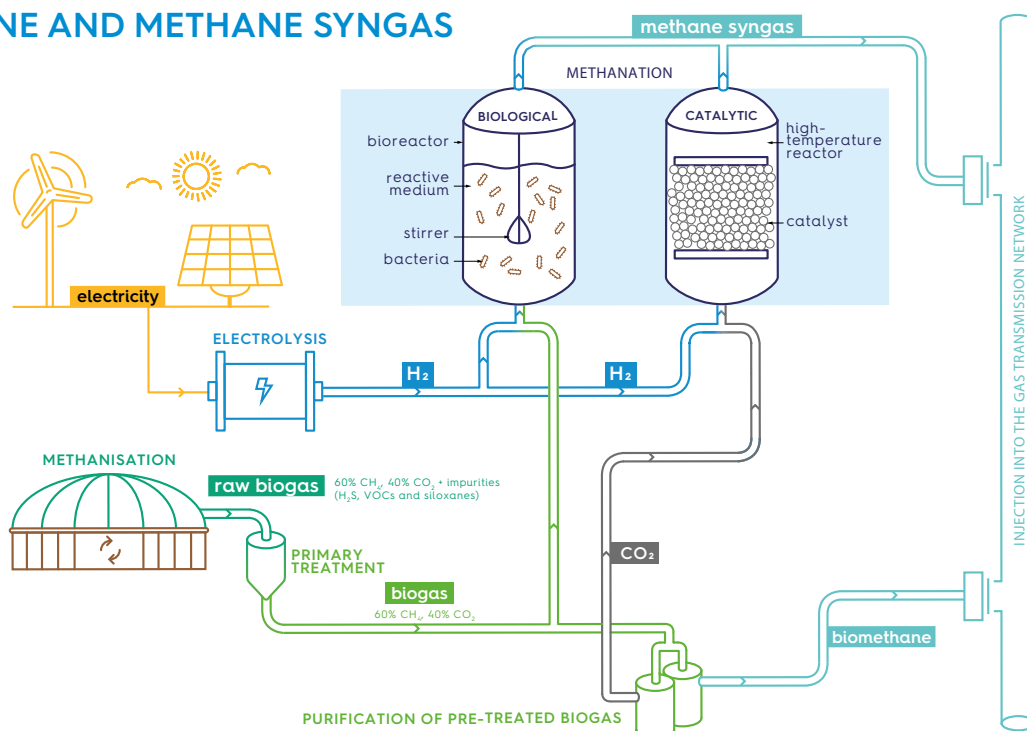 NE AND METHANE SYNGAS
methane syngas
METHANATION
BIOLOGICAL
CATALYTIC
bioreactor
high-
temperature
reactor
reactive
medium
catalyst
stirrer
bacteria
electricity
ELECTROLYSIS
H₂
H₂
INJECTION INTO THE GAS TRANSMISSION NETWORK
METHANISATION
raw biogas
60% CH₄, 40% CO₂ + impurities
(H₂S, VOCs and siloxanes)
PRIMARY
TREATMENT
CO₂
biogas
60% CH₄, 40% CO₂
biomethane
PURIFICATION OF PRE-TREATED BIOGAS